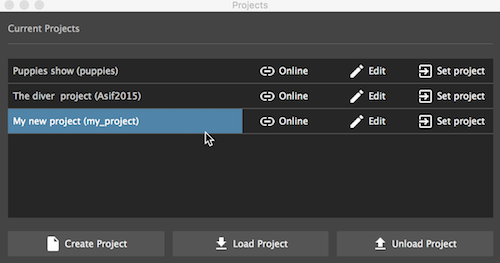 Projects
Current Projects
Puppies show (puppies) Online Edit Set project
The diver  project (Asif2015) Online Edit Set project
My new project (my_project) Online Edit Set project
Create Project Load Project Unload Project